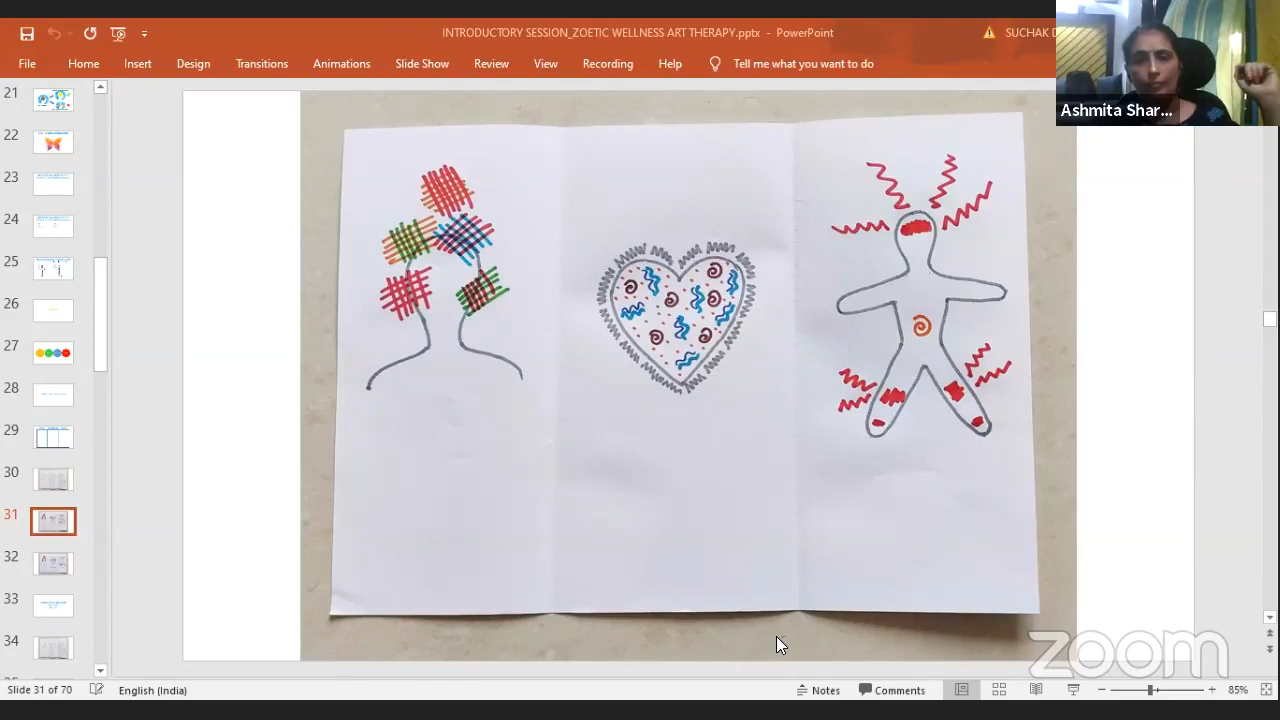 INTRODUCTORY SESSION_ZOETIC WELLNESS ART THERAPY.pptx - PowerPoint
SUCHAK D
File Home Insert Design Transitions Animations Slide Show Review View Recording Help Tell me what you want to do
Ashmita Shar...
21
22
23
24
25
26
27
28
29
30
31
32
33
34
zoom
Slide 31 of 70 English (India) Notes Comments 85%